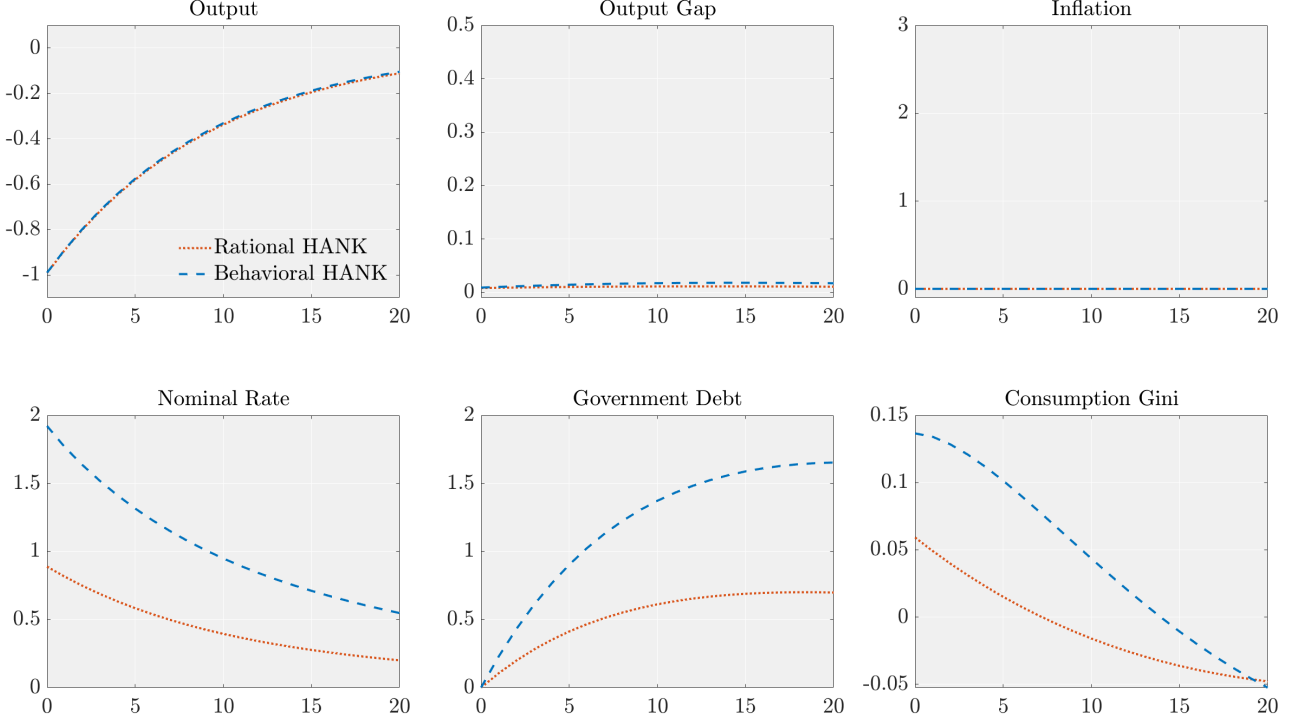 Output
0
-0.2
-0.4
-0.6
-0.8
-1
Rational HANK
Behavioral HANK
0 5 10 15 20
Output Gap
0.5
0.4
0.3
0.2
0.1
0
0 5 10 15 20
Inflation
3
2
1
0
0 5 10 15 20
Nominal Rate
2
1.5
1
0.5
0
0 5 10 15 20
Government Debt
2
1.5
1
0.5
0
0 5 10 15 20
Consumption Gini
0.15
0.1
0.05
0
-0.05
0 5 10 15 20